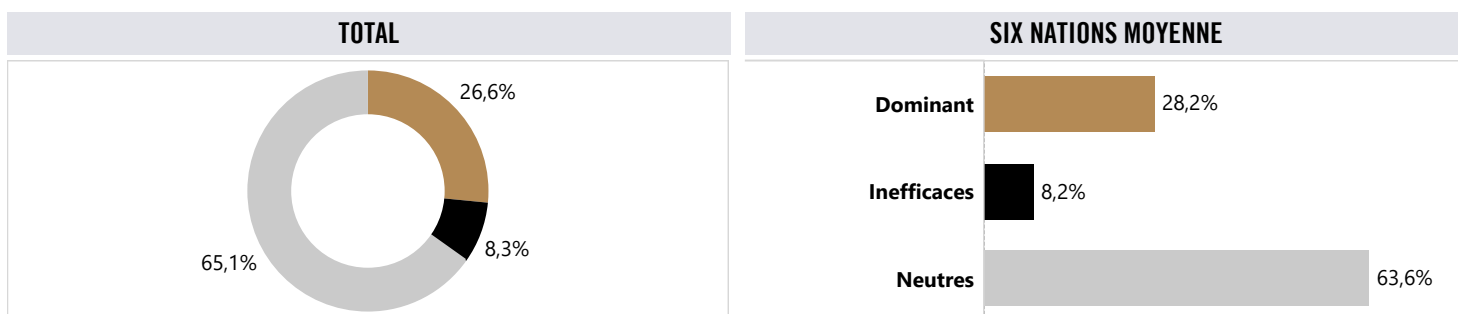 TOTAL
26,6%
8,3%
65,1%
SIX NATIONS MOYENNE
Dominant 28,2%
Inefficaces 8,2%
Neutres 63,6%